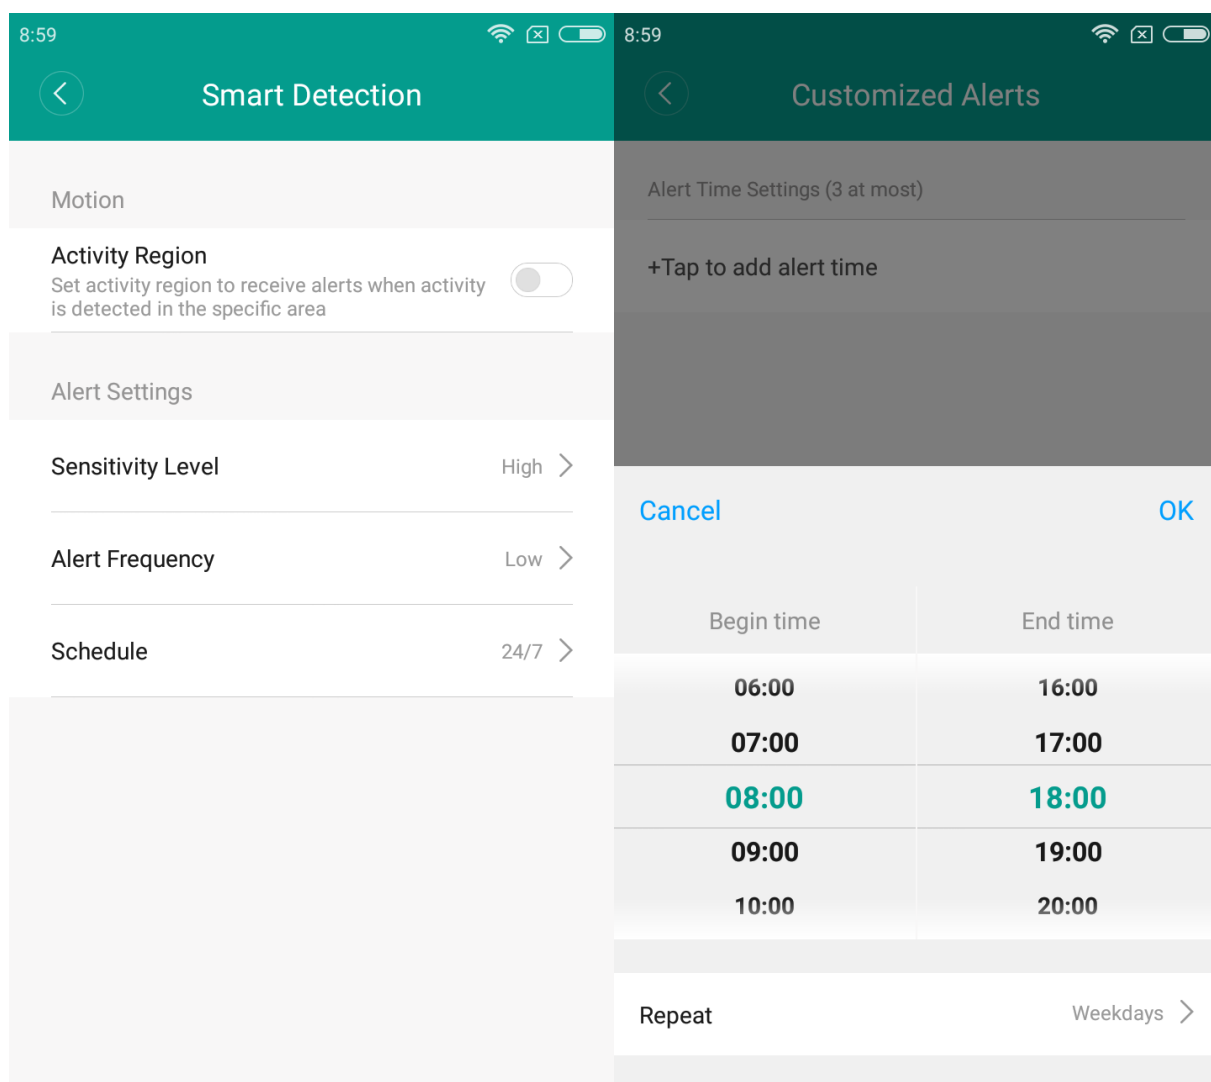 8:59
Smart Detection
Motion
Activity Region
Set activity region to receive alerts when activity
is detected in the specific area
Alert Settings
Sensitivity Level High
Alert Frequency Low
Schedule 24/7
8:59
Customized Alerts
Alert Time Settings (3 at most)
+Tap to add alert time
Cancel OK
Begin time End time
06:00 16:00
07:00 17:00
08:00 18:00
09:00 19:00
10:00 20:00
Repeat Weekdays